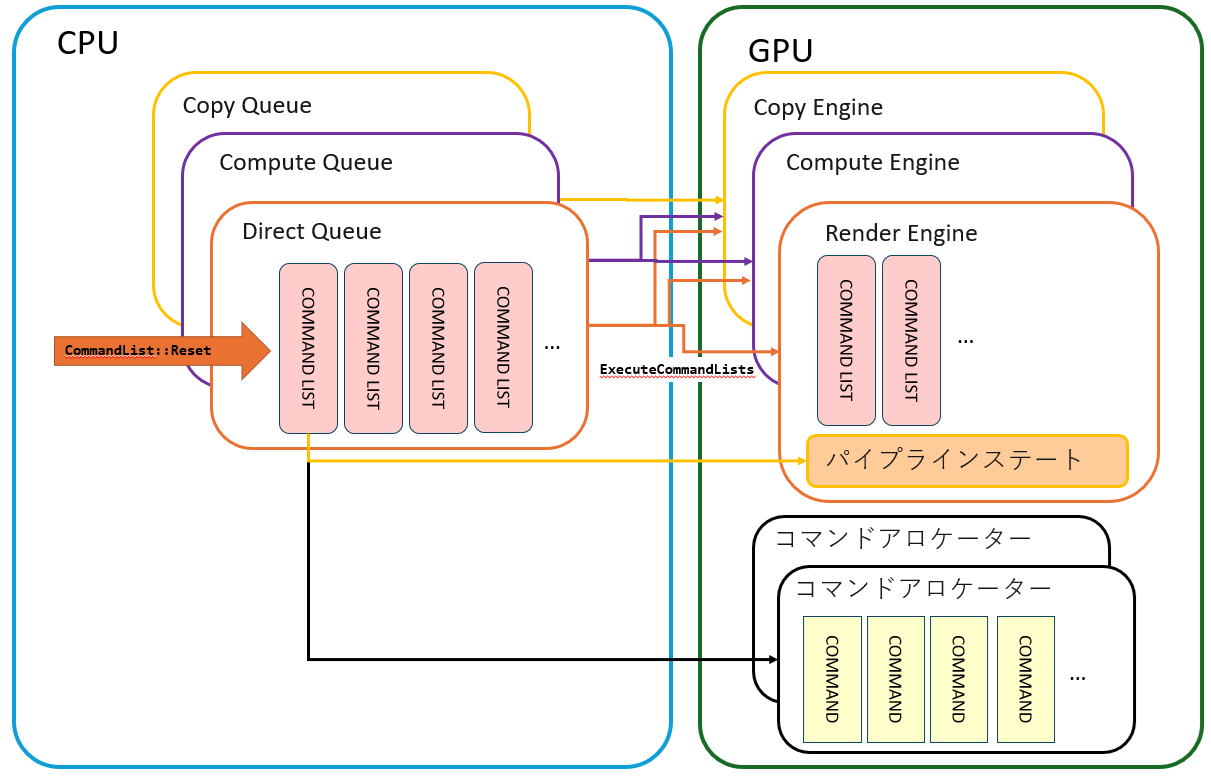 CPU
Copy Queue
Compute Queue
Direct Queue
COMMAND LIST
COMMAND LIST
COMMAND LIST
COMMAND LIST
...
CommandList::Reset
ExecuteCommandLists
GPU
Copy Engine
Compute Engine
Render Engine
COMMAND LIST
COMMAND LIST
...
パイプラインステート
コマンドアロケーター
コマンドアロケーター
COMMAND
COMMAND
COMMAND
COMMAND
...